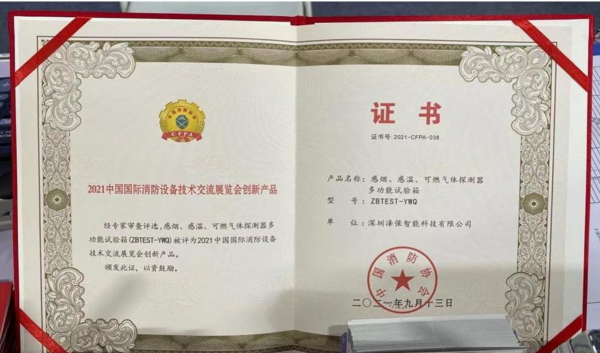 CFPA
2021中国国际消防设备技术交流展览会创新产品
经专家审查评选,感烟、感温、可燃气体探测器多
功能试验箱(ZBTEST-YWQ)被评为2021中国国际消防设备
技术交流展览会创新产品。
颁发此证,以资鼓励。
证书
证书号:2021-CFPA-038
产品名称:感烟、感温、可燃气体探测器
多功能试验箱
型 号:ZBTEST-YWQ
单 位:深圳泽保智能科技有限公司
中国消防协会
二〇二一年九月十三日